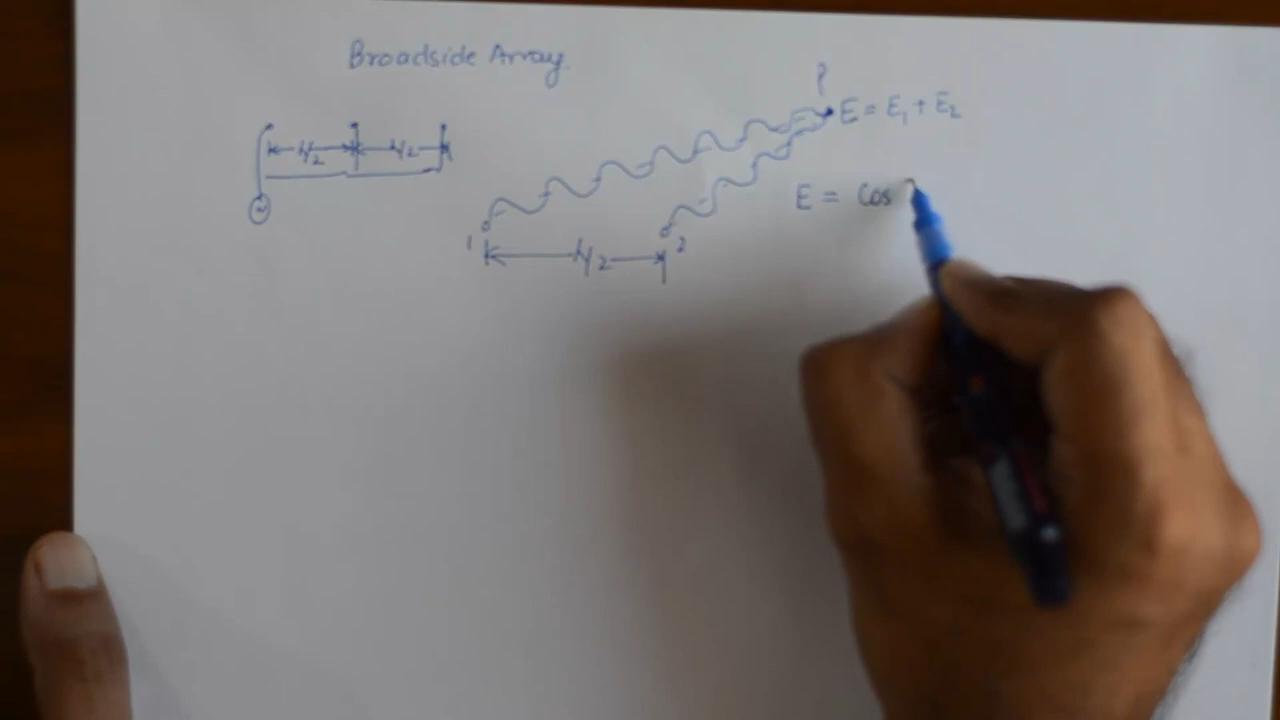 Broadside Array
P
E = E₁ + E₂
λ/2 λ/2
E = Cos
1 λ/2 2